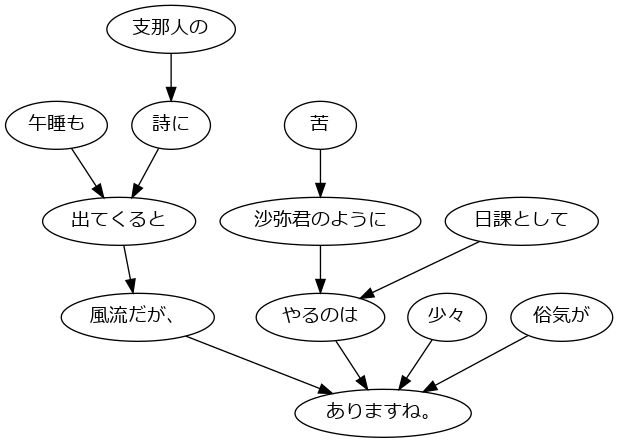 支那人の
午睡も
詩に
苦
出てくると
沙弥君のように
日課として
風流だが、
やるのは
少々
俗気が
ありますね。